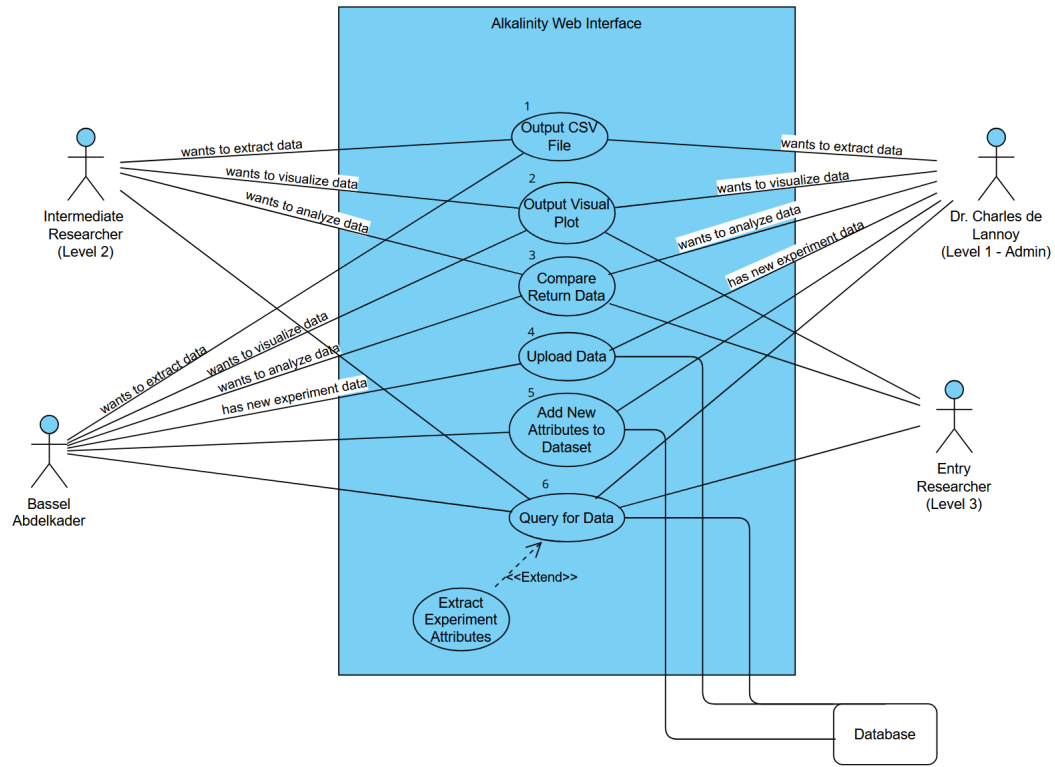 Alkalinity Web Interface
1
Output CSV
File
wants to extract data
wants to extract data
2
Output Visual
Plot
wants to visualize data
wants to visualize data
wants to analyze data
wants to analyze data
Intermediate
Researcher
(Level 2)
Dr. Charles de
Lannoy
(Level 1 - Admin)
3
Compare
Return Data
has new experiment data
4
Upload Data
wants to extract data
wants to visualize data
wants to analyze data
has new experiment data
5
Add New
Attributes to
Dataset
6
Query for Data
Bassel
Abdelkader
Entry
Researcher
(Level 3)
<<Extend>>
Extract
Experiment
Attributes
Database